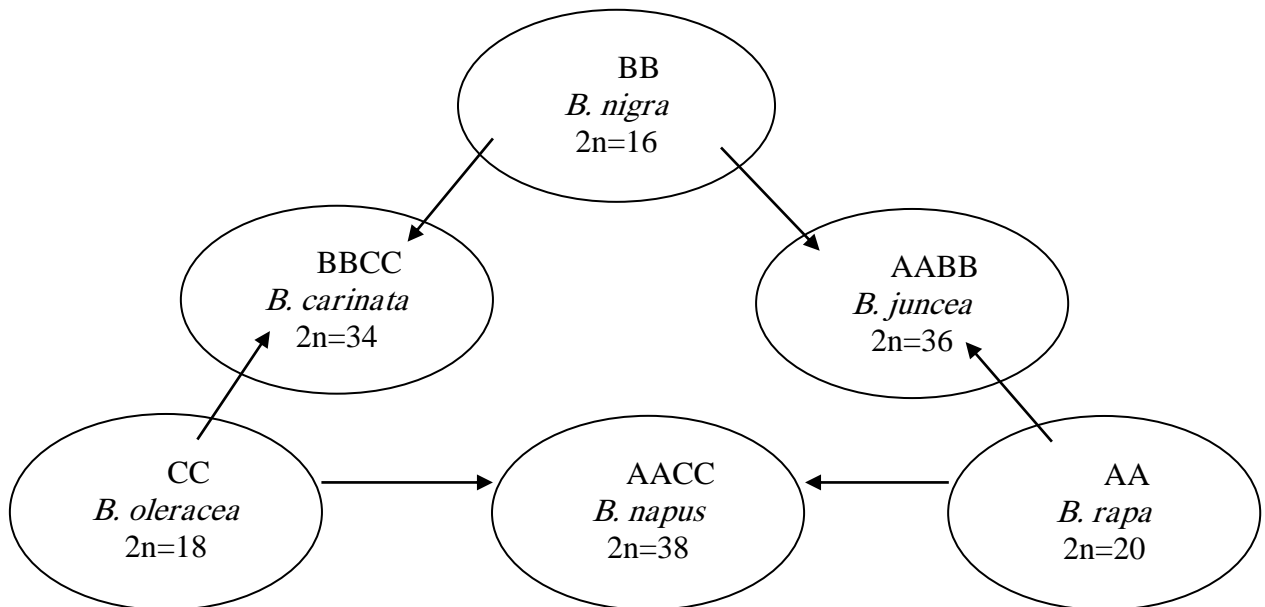 BB
B. nigra
2n=16
BBCC
B. carinata
2n=34
AABB
B. juncea
2n=36
CC
B. oleracea
2n=18
AACC
B. napus
2n=38
AA
B. rapa
2n=20